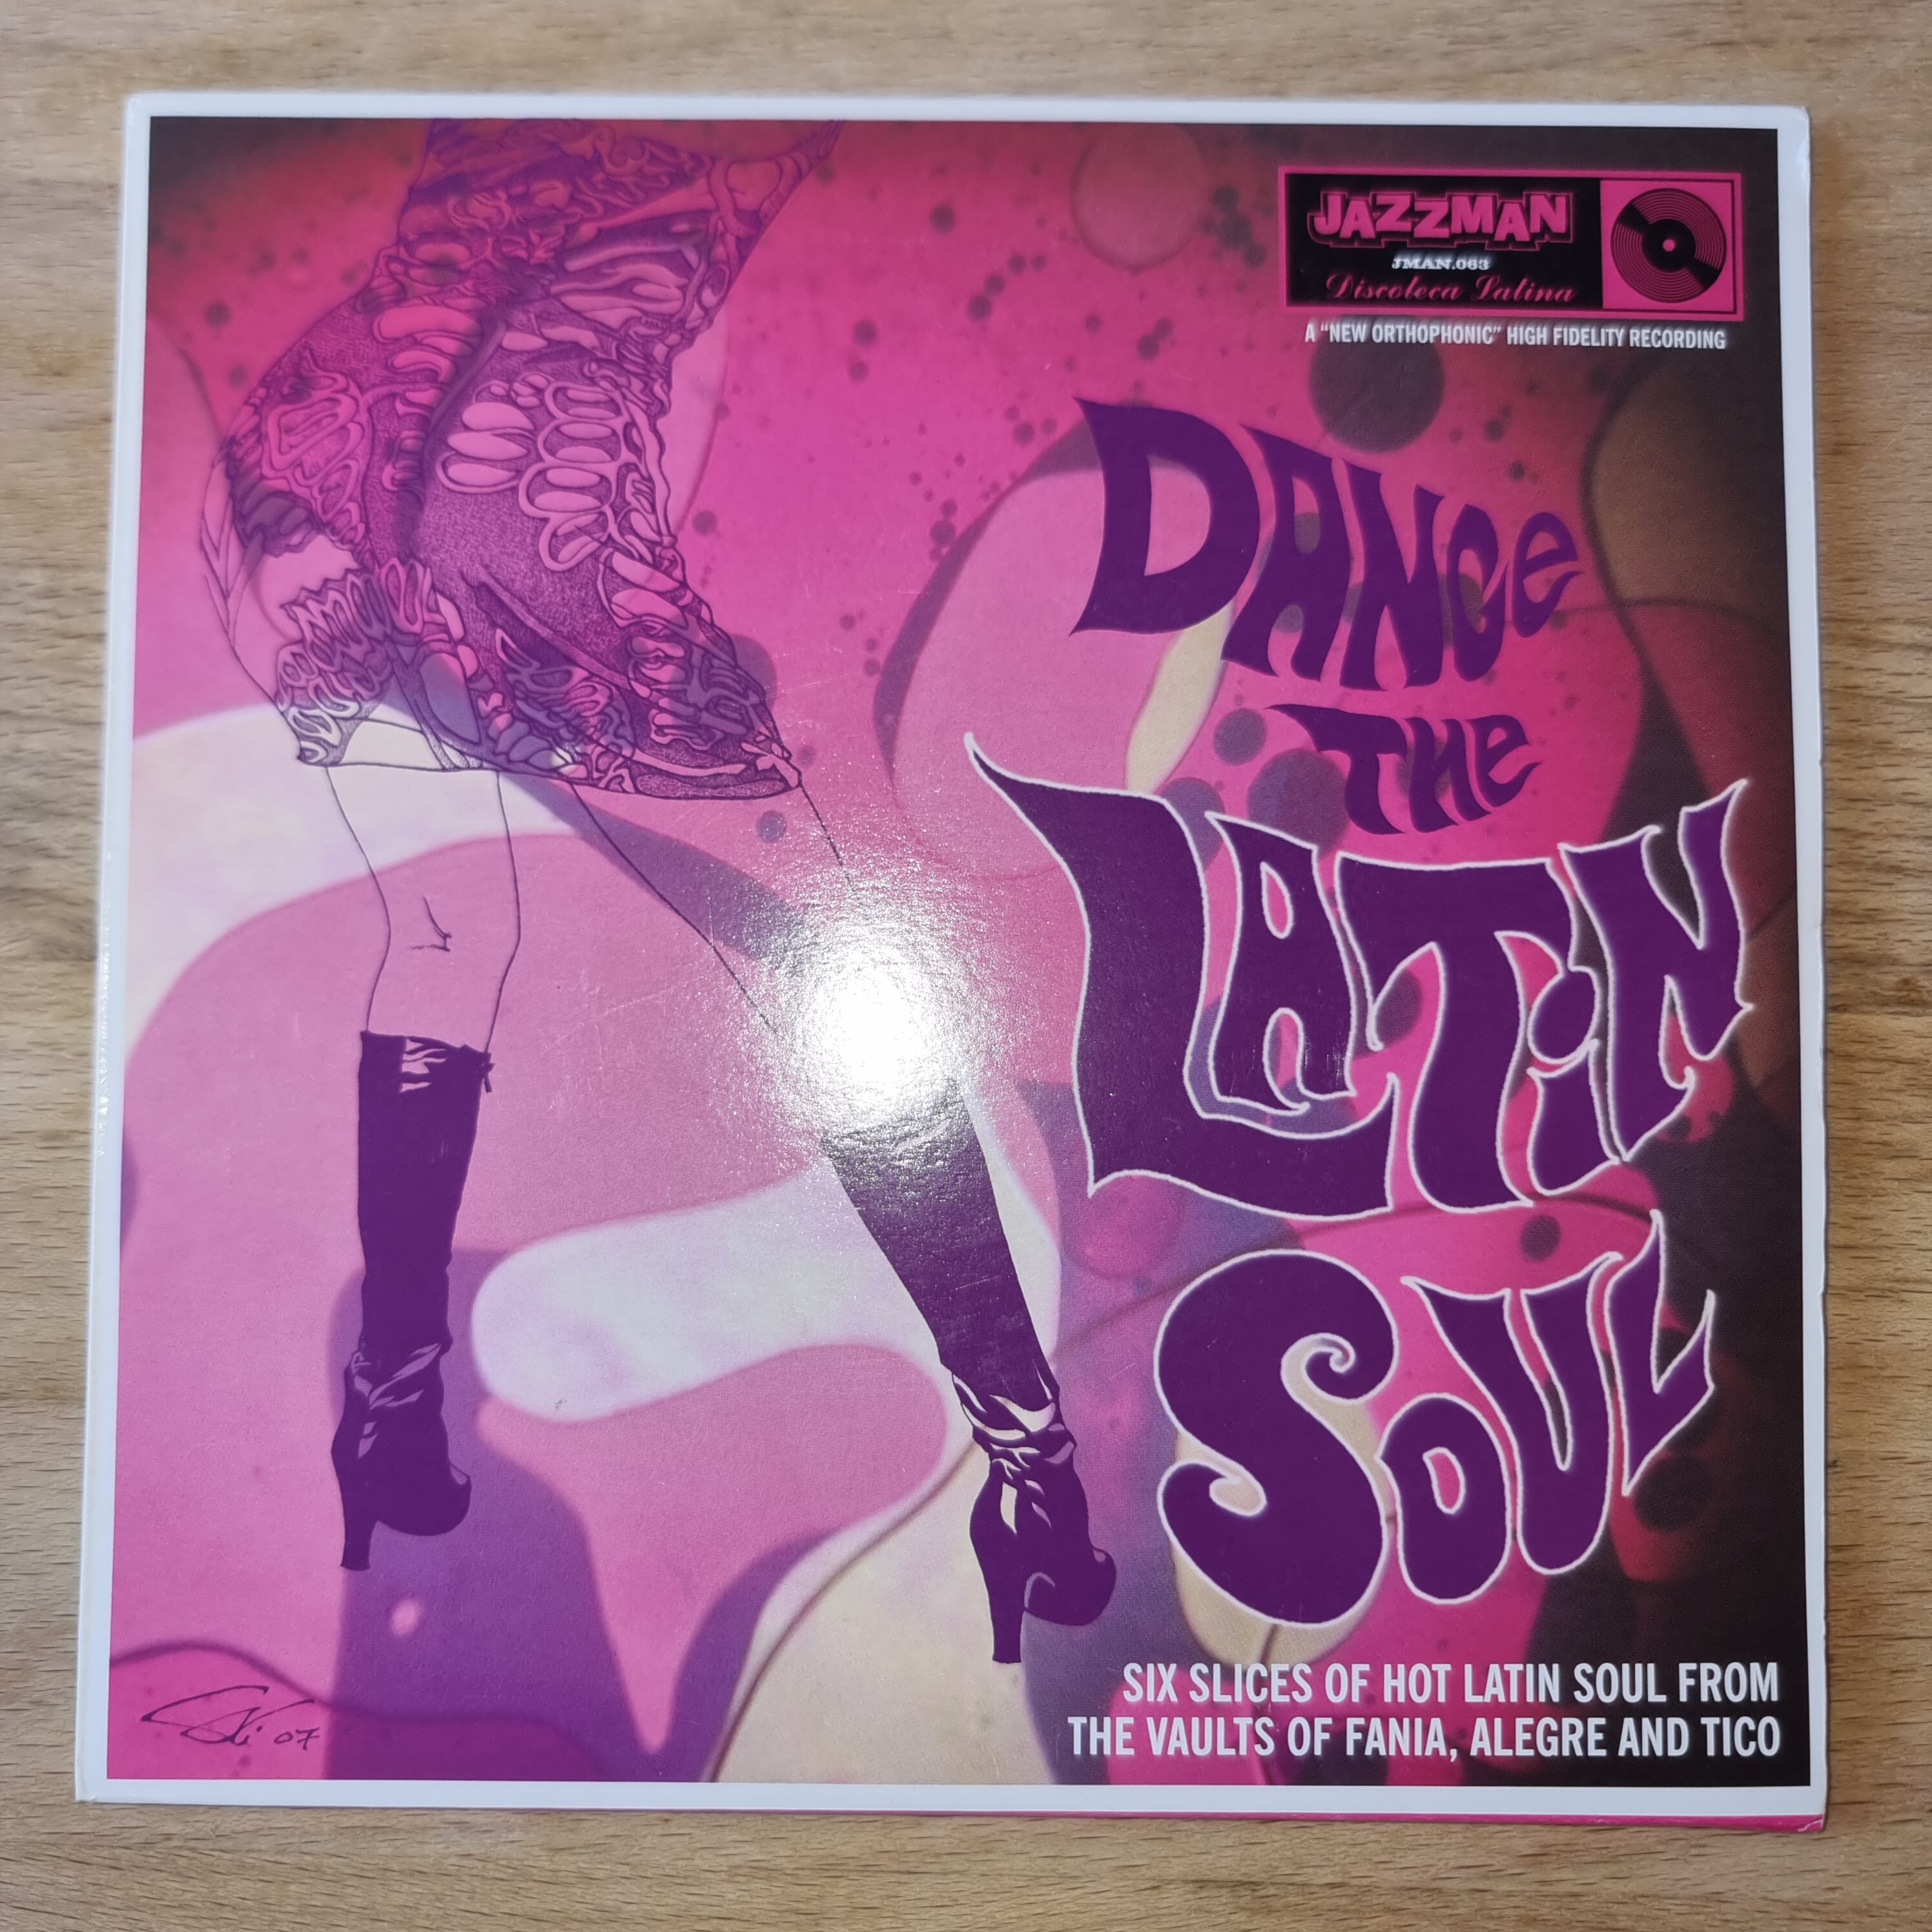 JAZZMAN
JMAN.063
Discoteca Latina
A "NEW ORTHOPHONIC" HIGH FIDELITY RECORDING
DANCe
THe
LATiN
SOUL
SIX SLICES OF HOT LATIN SOUL FROM
THE VAULTS OF FANIA, ALEGRE AND TICO
07